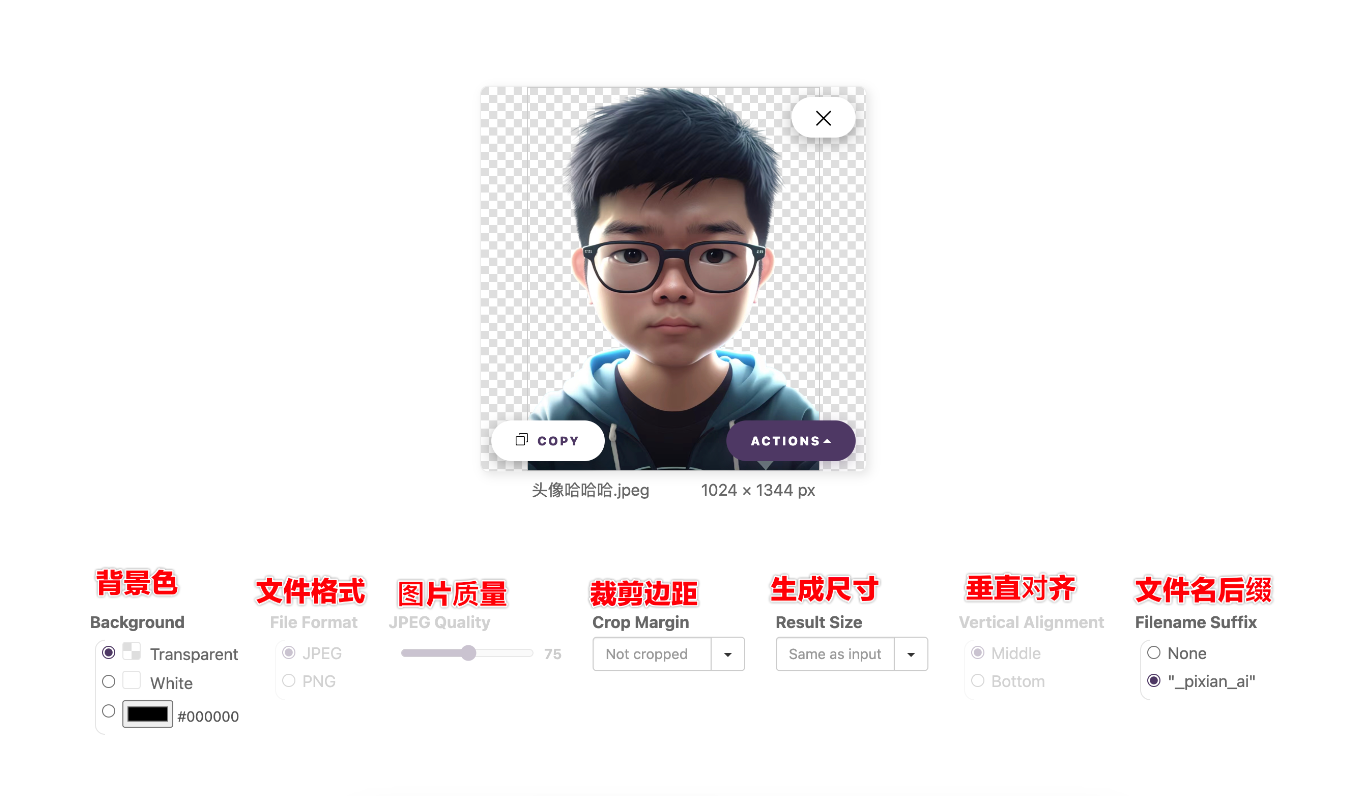 COPY
ACTIONS
头像哈哈哈.jpeg
1024 × 1344 px
背景色
文件格式
图片质量
裁剪边距
生成尺寸
垂直对齐
文件名后缀
Background
File Format
JPEG Quality
Crop Margin
Result Size
Vertical Alignment
Filename Suffix
Transparent
White
#000000
JPEG
PNG
75
Not cropped
Same as input
Middle
Bottom
None
"_pixian_ai"